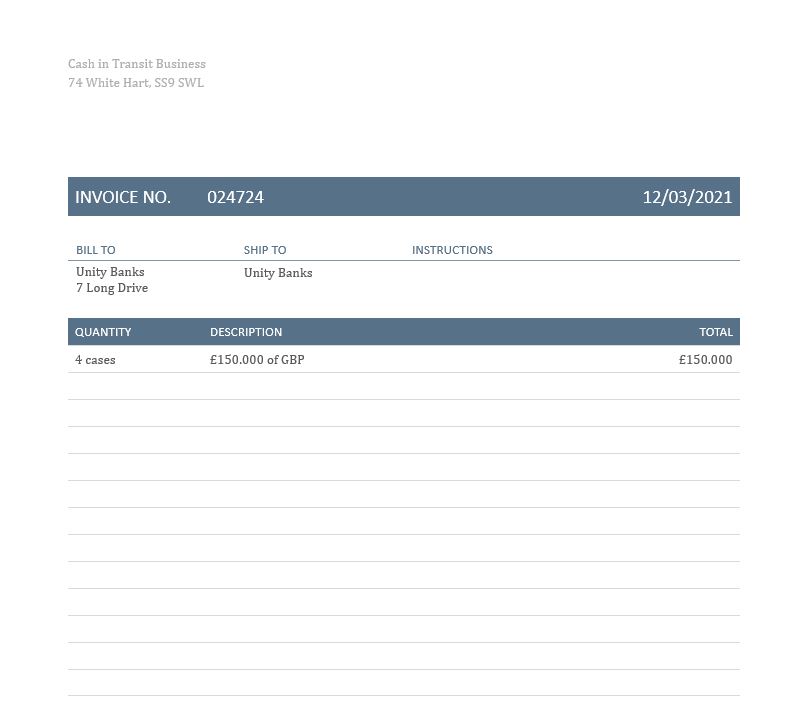 Cash in Transit Business
74 White Hart, SS9 SWL
INVOICE NO. 024724 12/03/2021
BILL TO SHIP TO INSTRUCTIONS
Unity Banks Unity Banks
7 Long Drive
QUANTITY DESCRIPTION TOTAL
4 cases £150.000 of GBP £150.000